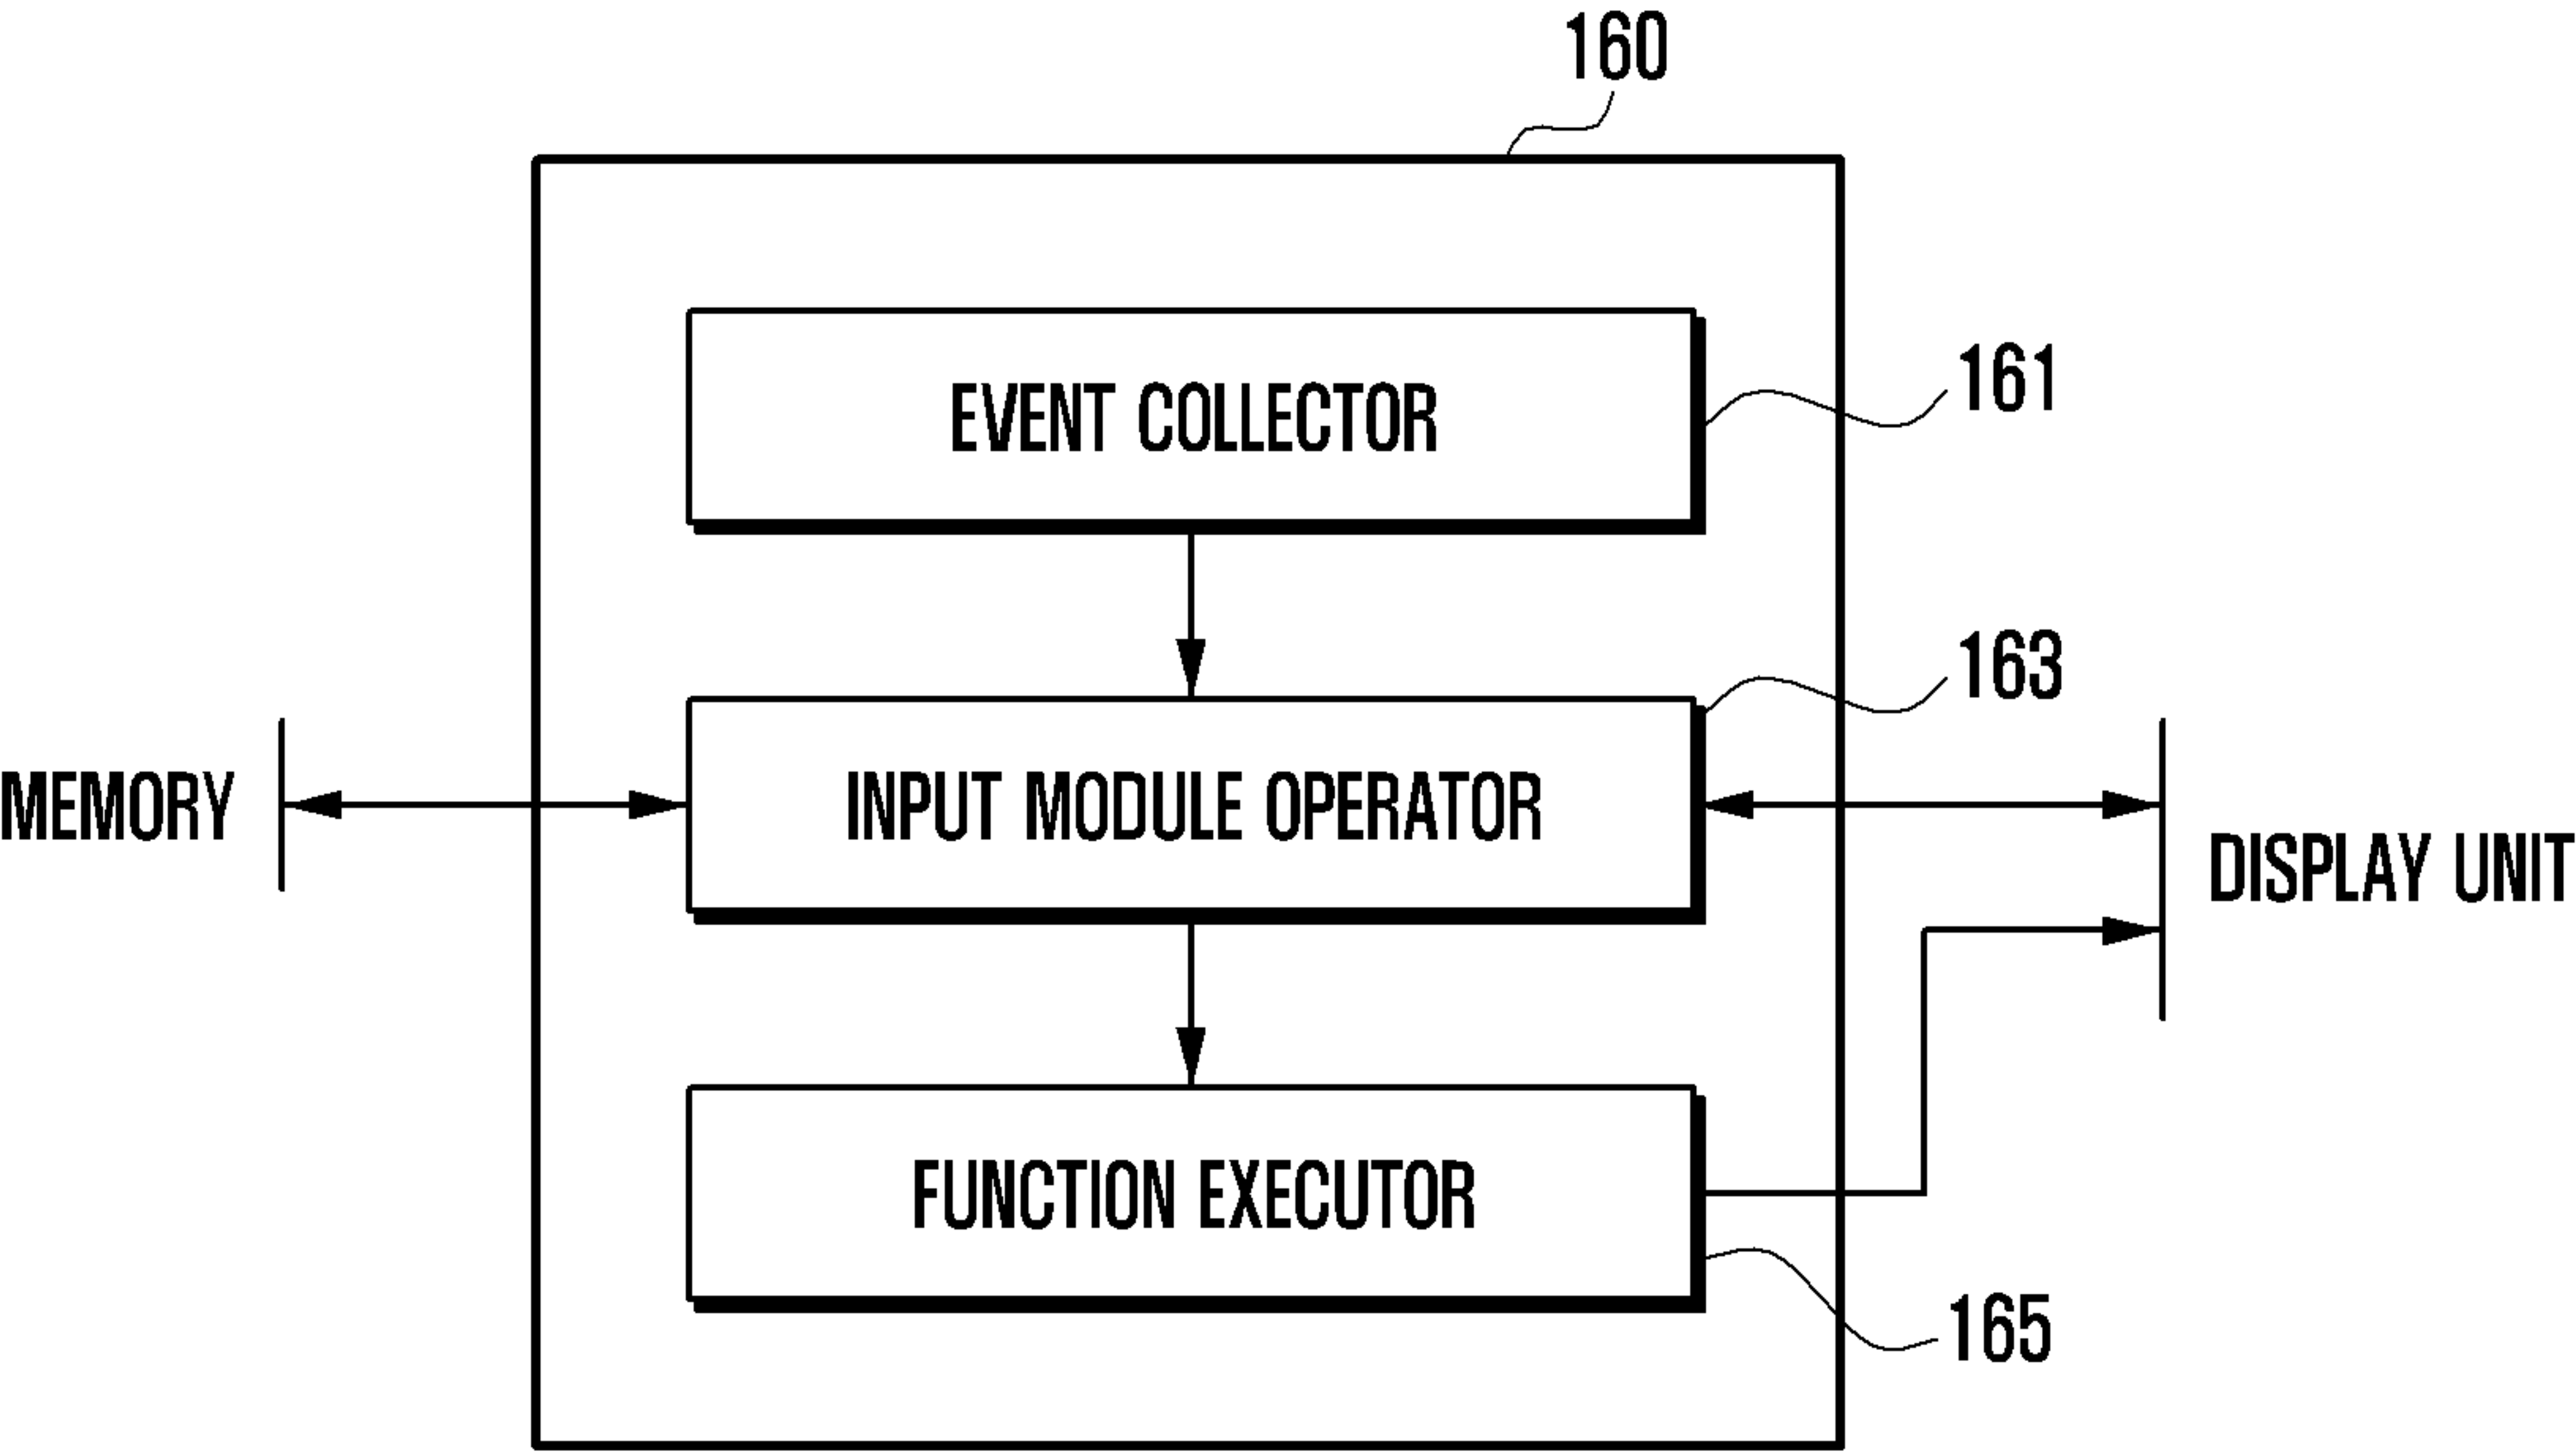 160
EVENT COLLECTOR
161
163
MEMORY
INPUT MODULE OPERATOR
DISPLAY UNIT
FUNCTION EXECUTOR
165